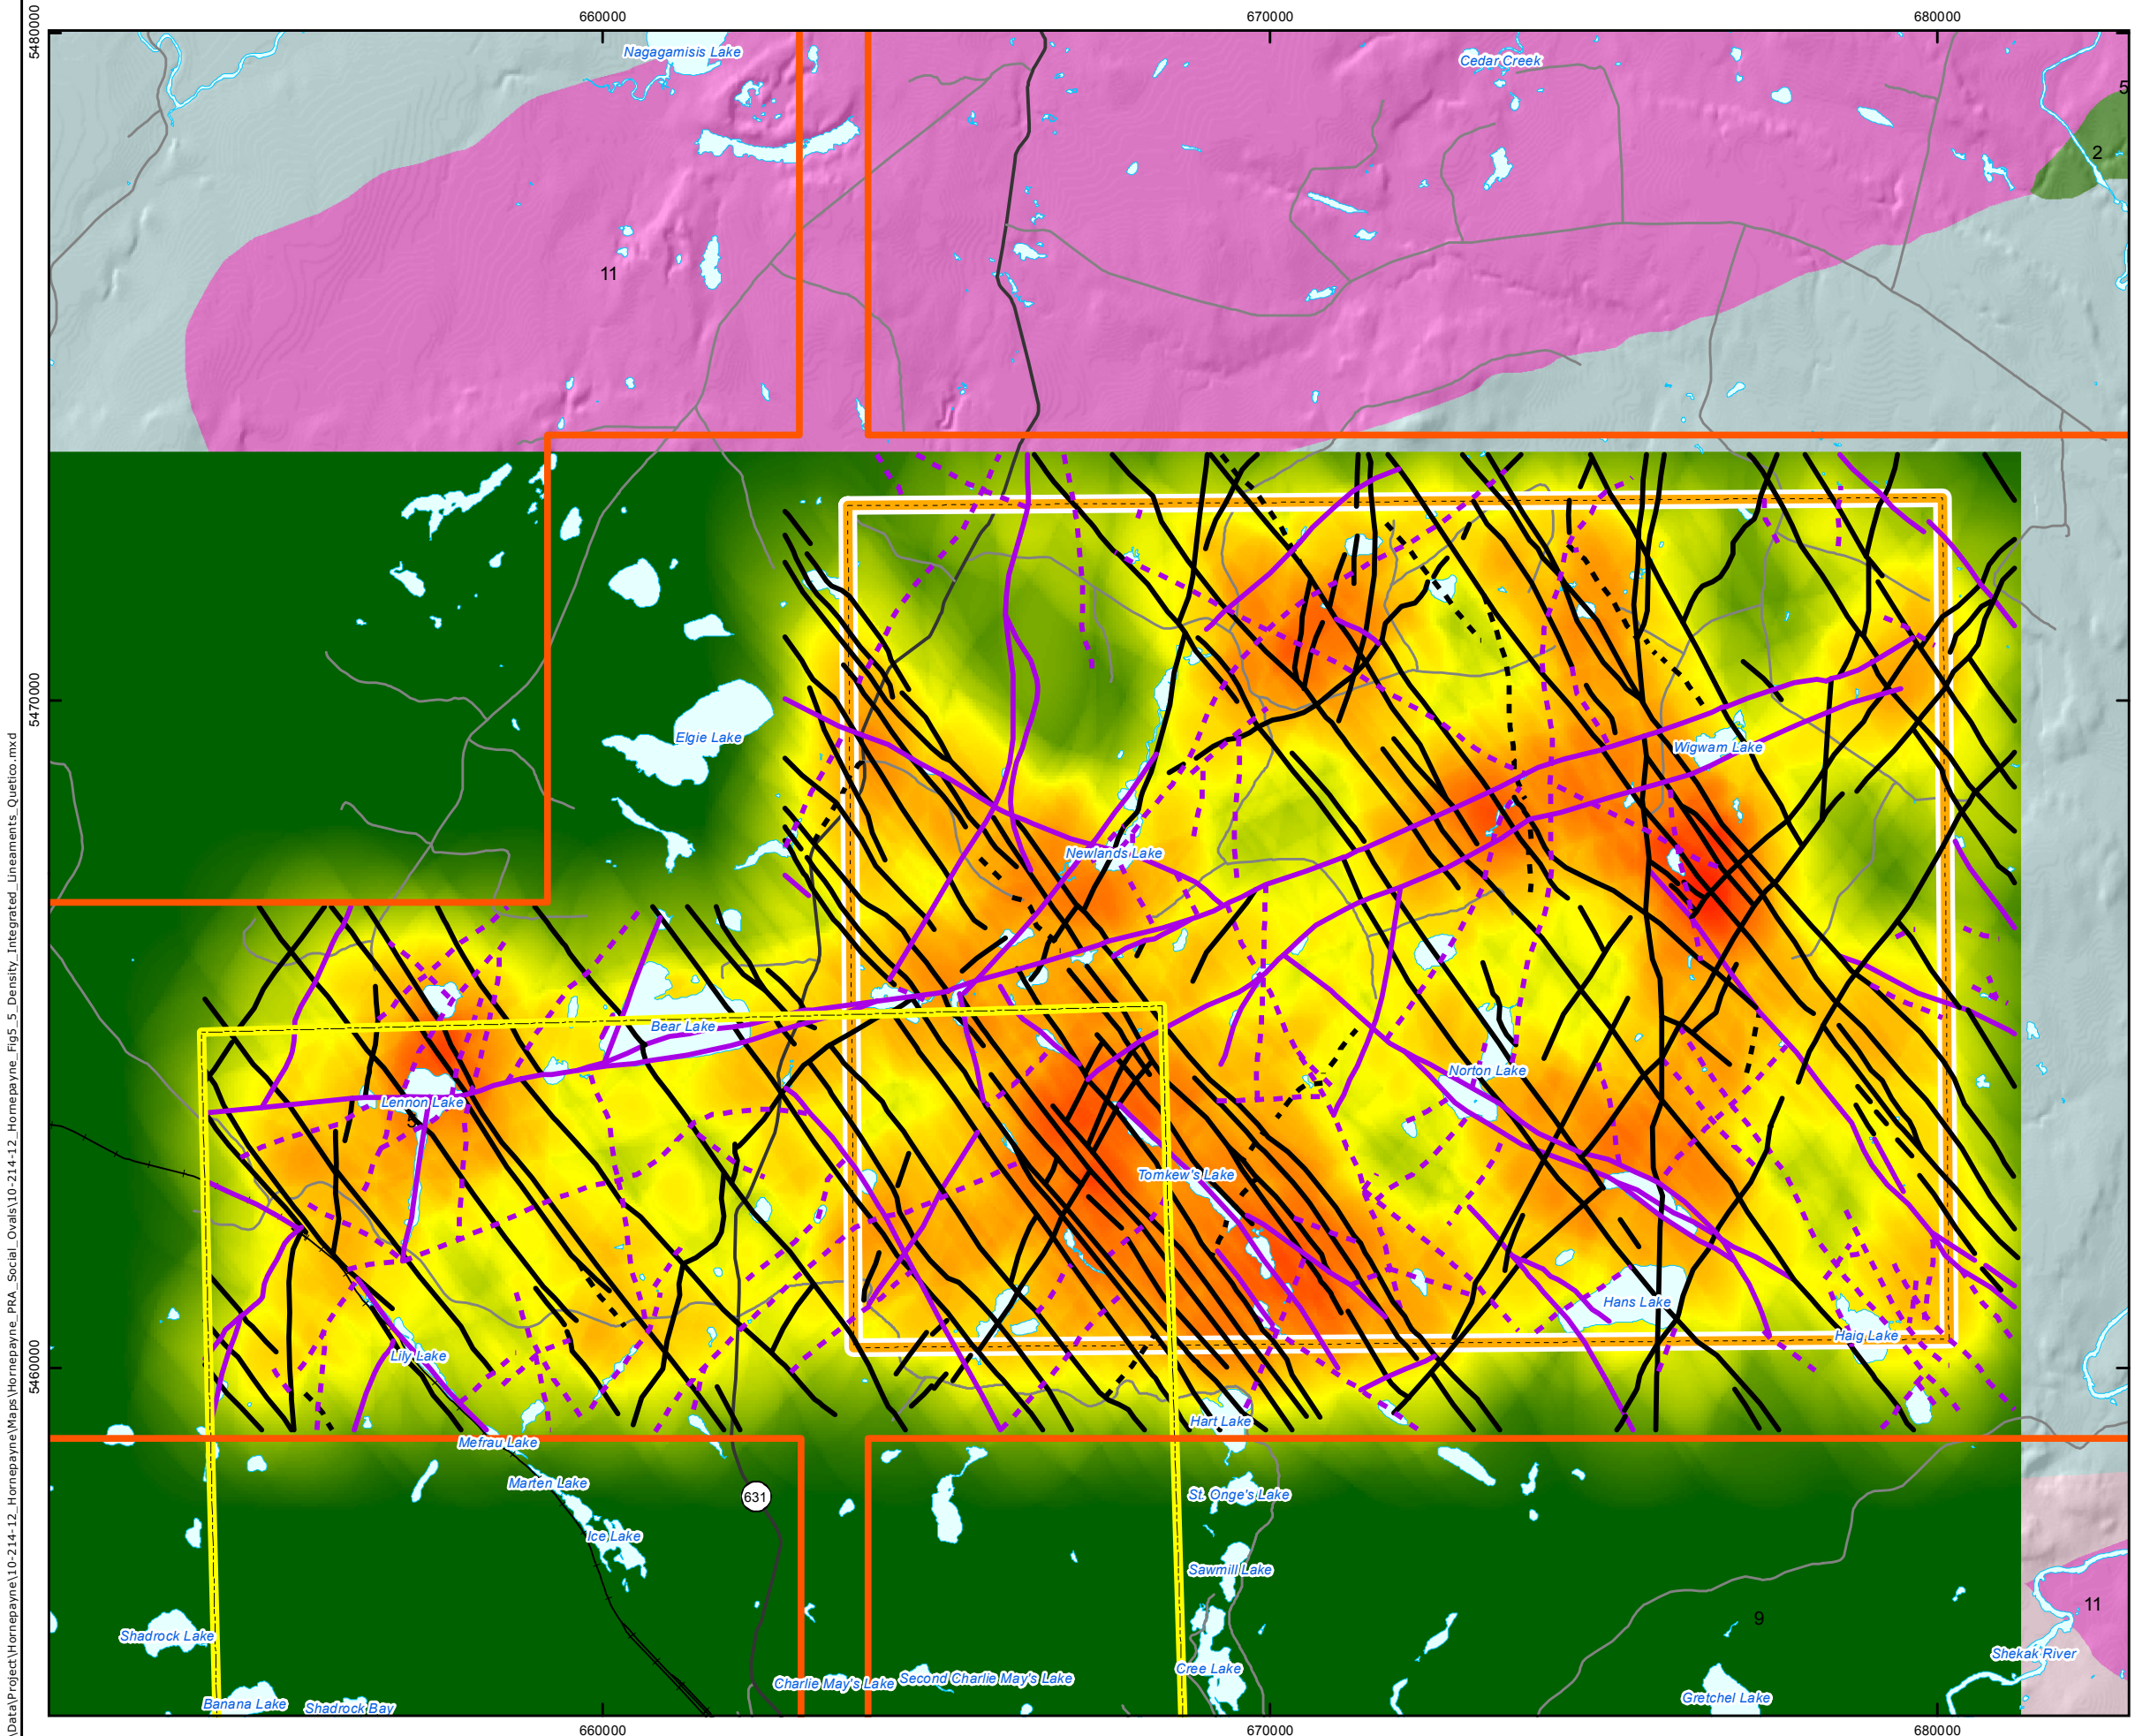 660000
670000
680000
5480000
Nagagamisis Lake
Cedar Creek
5
2
11
5470000
Elgie Lake
Wigwam Lake
Newlands Lake
Bear Lake
Norton Lake
Lennon Lake
5
Tomkew's Lake
Hans Lake
Haig Lake
Lily Lake
5460000
Hart Lake
Mefrau Lake
Marten Lake
631
St. Onge's Lake
Ice Lake
Sawmill Lake
9
11
Shadrock Lake
Shekak River
Cree Lake
Charlie May's Lake
Second Charlie May's Lake
Gretchel Lake
Banana Lake
Shadrock Bay
660000
670000
680000
\Data\Project\Hornepayne\10-214-12_Hornepayne_PRA_Social_Ovals\10-214-12_Hornepayne_Fig5_5_Density_Integrated_Lineaments_Quetico.mxd